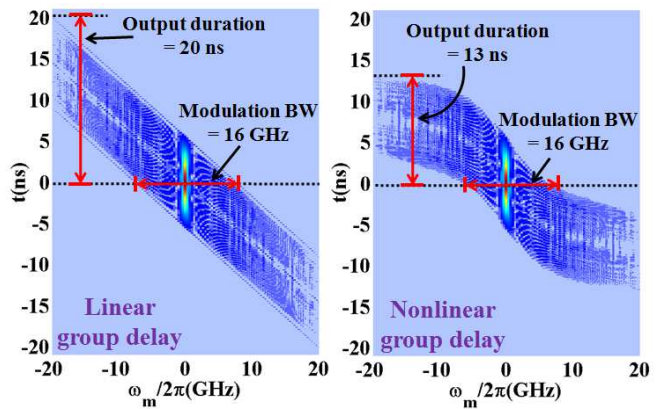 20
15
10
5
0
-5
-10
-15
-20
t(ns)
Output duration
= 20 ns
Modulation BW
= 16 GHz
Linear
group delay
-20 -10 0 10 20
ω_m/2π(GHz)
20
15
10
5
0
-5
-10
-15
-20
t(ns)
Output duration
= 13 ns
Modulation BW
= 16 GHz
Nonlinear
group delay
-20 -10 0 10 20
ω_m/2π(GHz)